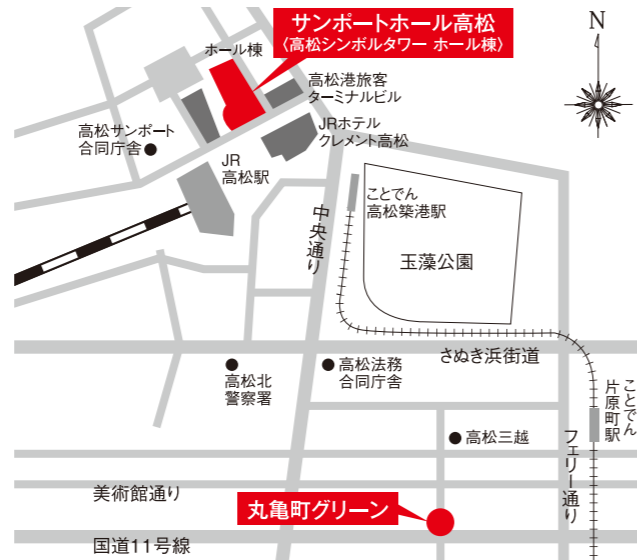 サンポートホール高松
〈高松シンボルタワー ホール棟〉
N
ホール棟
高松港旅客
ターミナルビル
高松サンポート
合同庁舎
JRホテル
クレメント高松
JR
高松駅
ことでん
高松築港駅
中央通り
玉藻公園
さぬき浜街道
高松北
警察署
高松法務
合同庁舎
ことでん
片原町駅
高松三越
フェリー通り
美術館通り
丸亀町グリーン
国道11号線